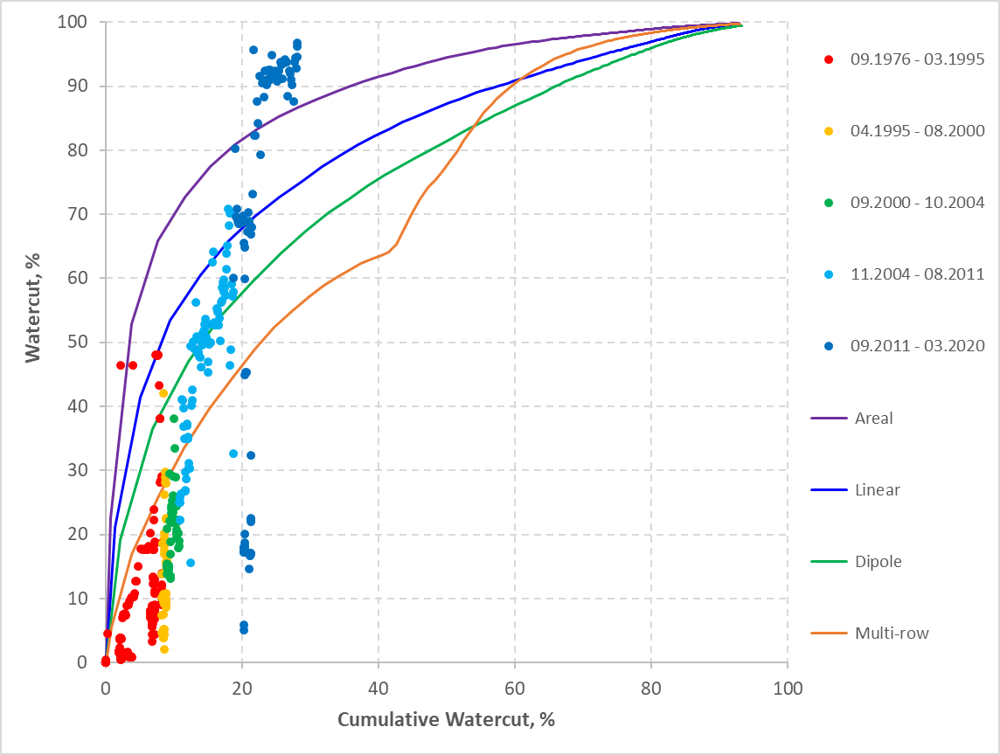 Watercut, %
100
90
80
70
60
50
40
30
20
10
0
0 20 40 60 80 100
Cumulative Watercut, %
09.1976 - 03.1995
04.1995 - 08.2000
09.2000 - 10.2004
11.2004 - 08.2011
09.2011 - 03.2020
Areal
Linear
Dipole
Multi-row